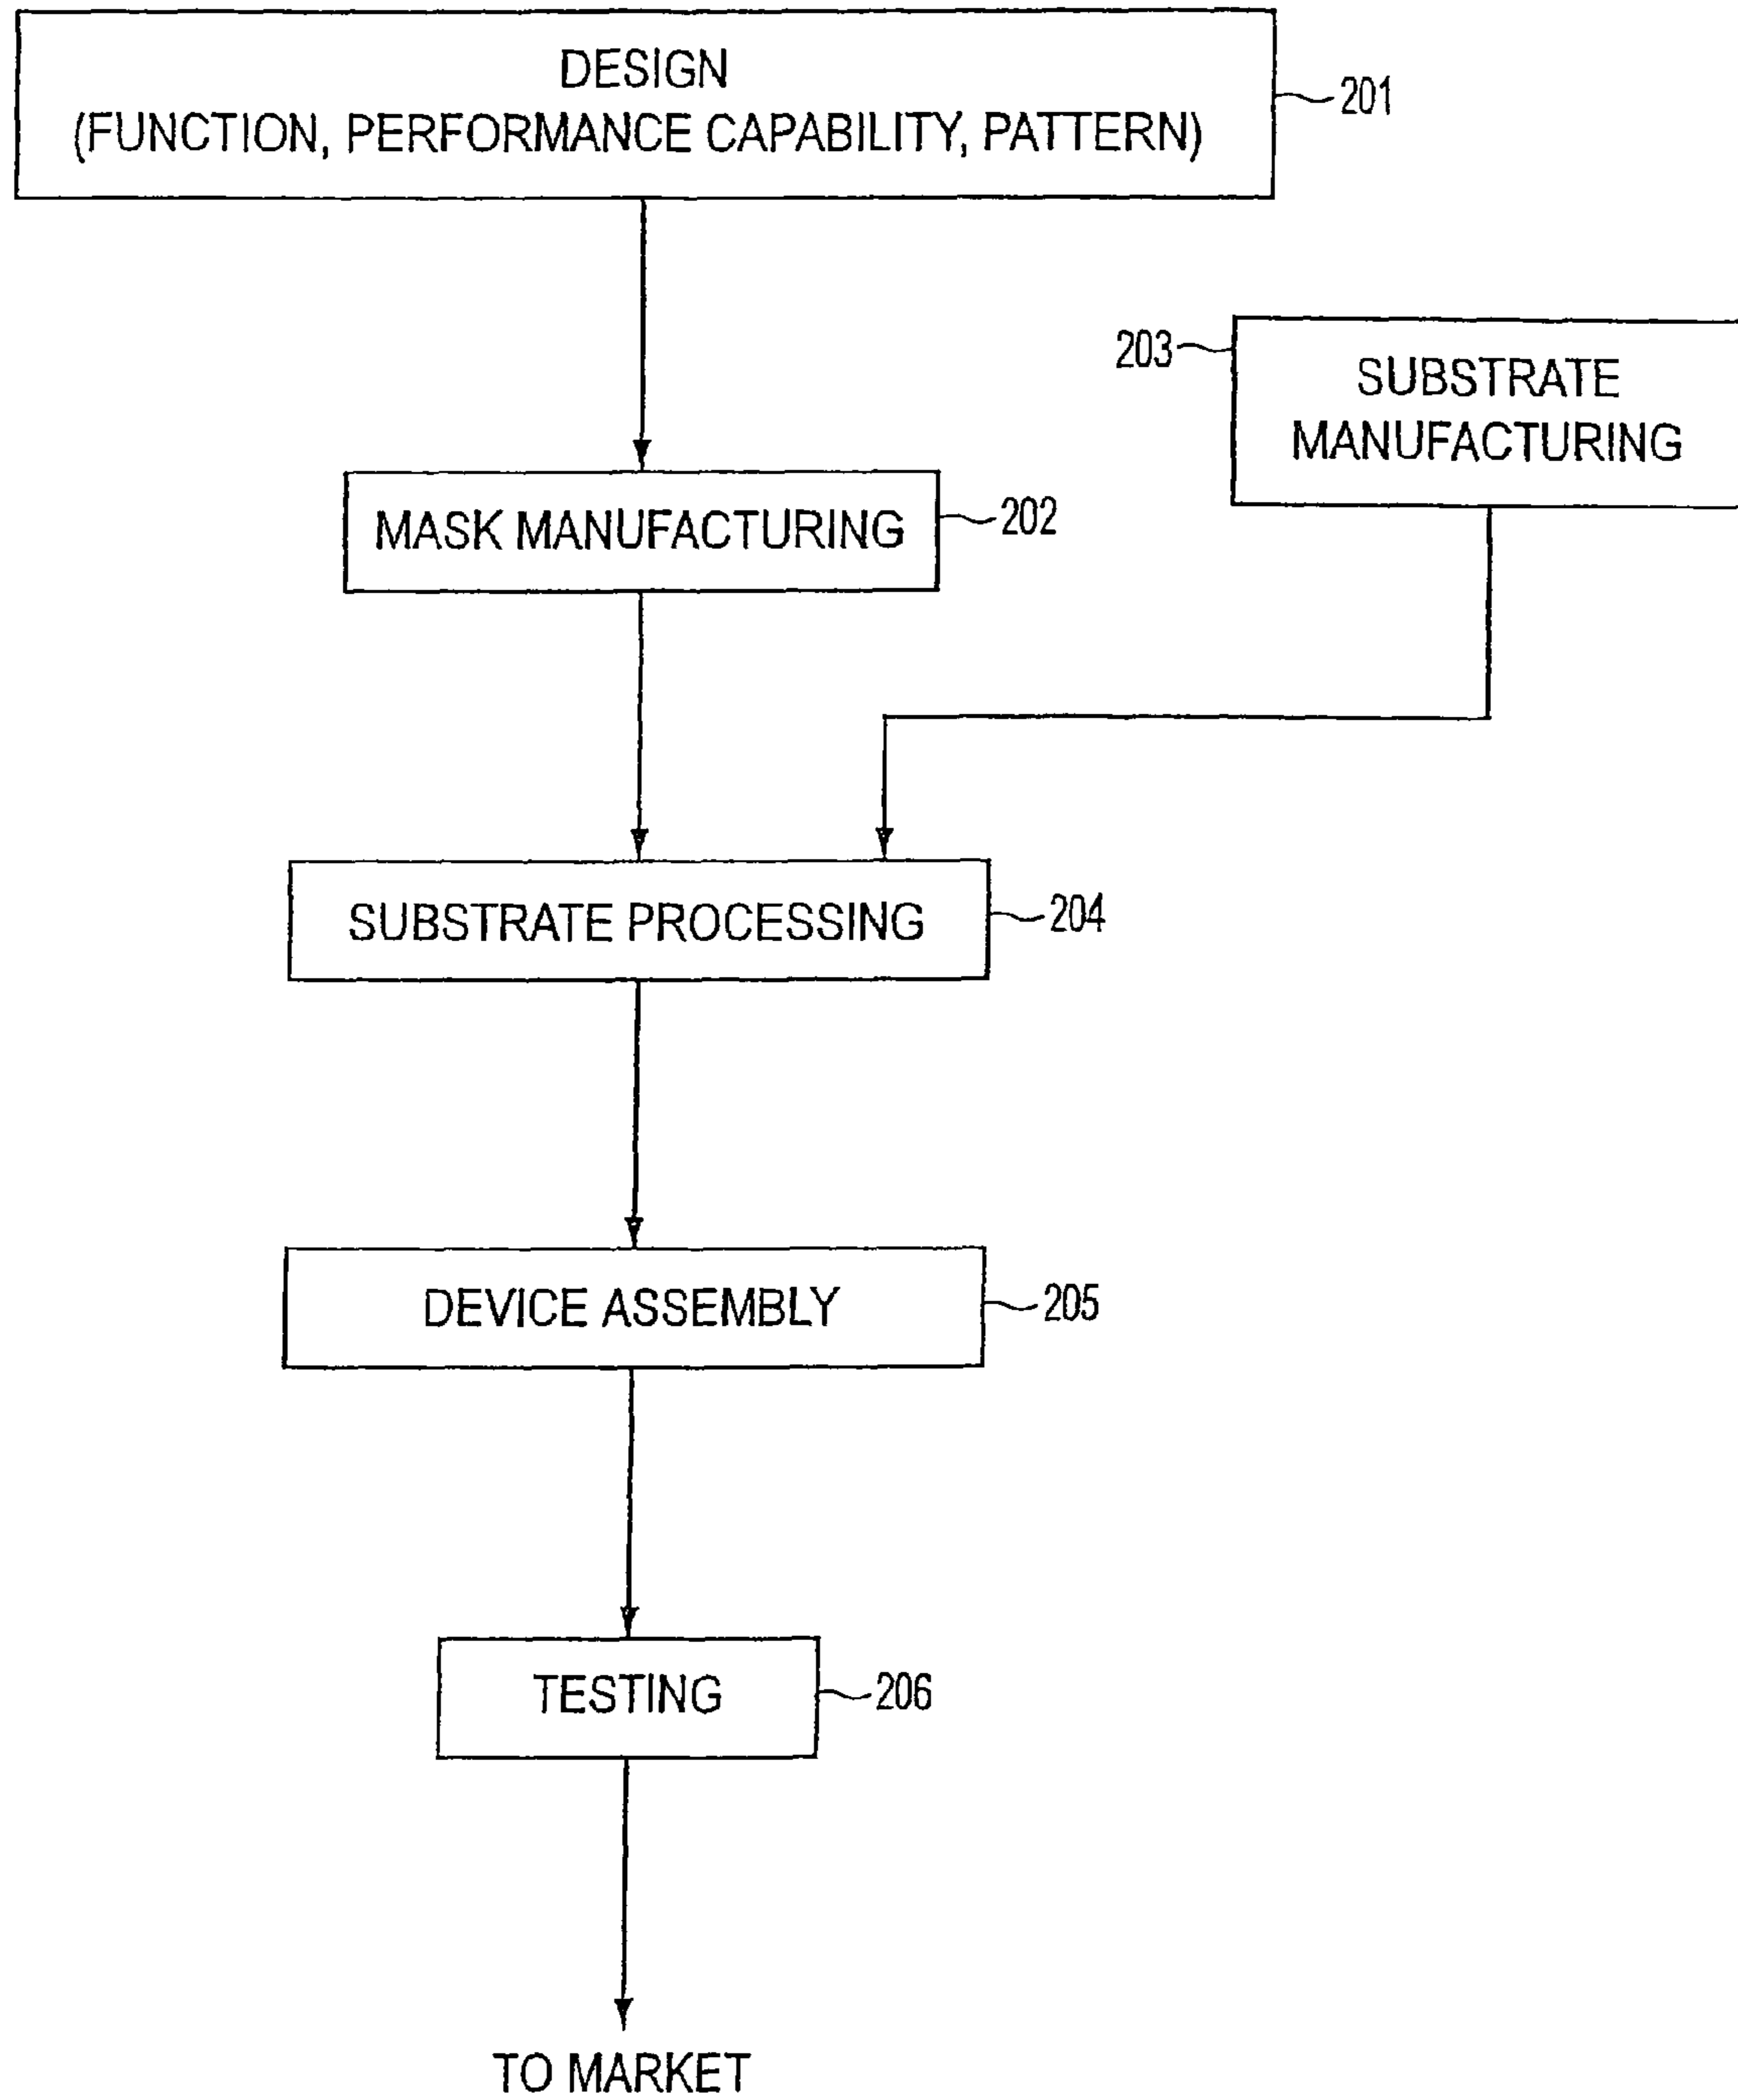 DESIGN
(FUNCTION, PERFORMANCE CAPABILITY, PATTERN)
201
203
SUBSTRATE
MANUFACTURING
MASK MANUFACTURING
202
SUBSTRATE PROCESSING
204
DEVICE ASSEMBLY
205
TESTING
206
TO MARKET